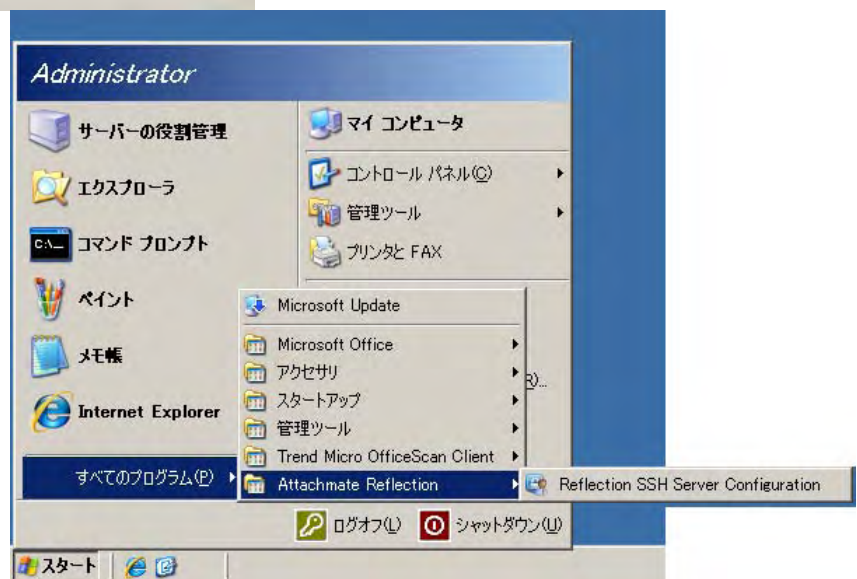 Administrator
サーバーの役割管理
エクスプローラ
コマンド プロンプト
ペイント
メモ帳
Internet Explorer
すべてのプログラム(P)
マイ コンピュータ
コントロール パネル(C)
管理ツール
プリンタと FAX
R)...
Microsoft Update
Microsoft Office
アクセサリ
スタートアップ
管理ツール
Trend Micro OfficeScan Client
Attachmate Reflection
Reflection SSH Server Configuration
ログオフ(L)
シャットダウン(U)
スタート